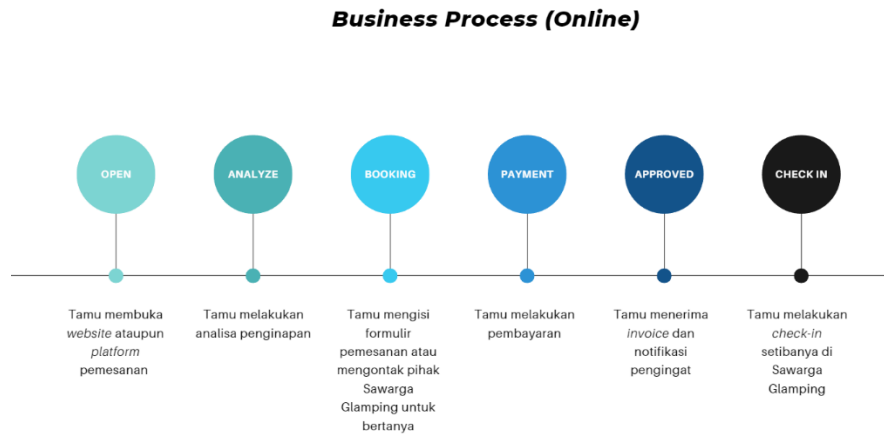 Business Process (Online)
OPEN
ANALYZE
BOOKING
PAYMENT
APPROVED
CHECK IN
Tamu membuka
website ataupun
platform
pemesanan
Tamu melakukan
analisa penginapan
Tamu mengisi
formulir
pemesanan atau
mengontak pihak
Sawarga
Glamping untuk
bertanya
Tamu melakukan
pembayaran
Tamu menerima
invoice dan
notifikasi
pengingat
Tamu melakukan
check-in
setibanya di
Sawarga
Glamping